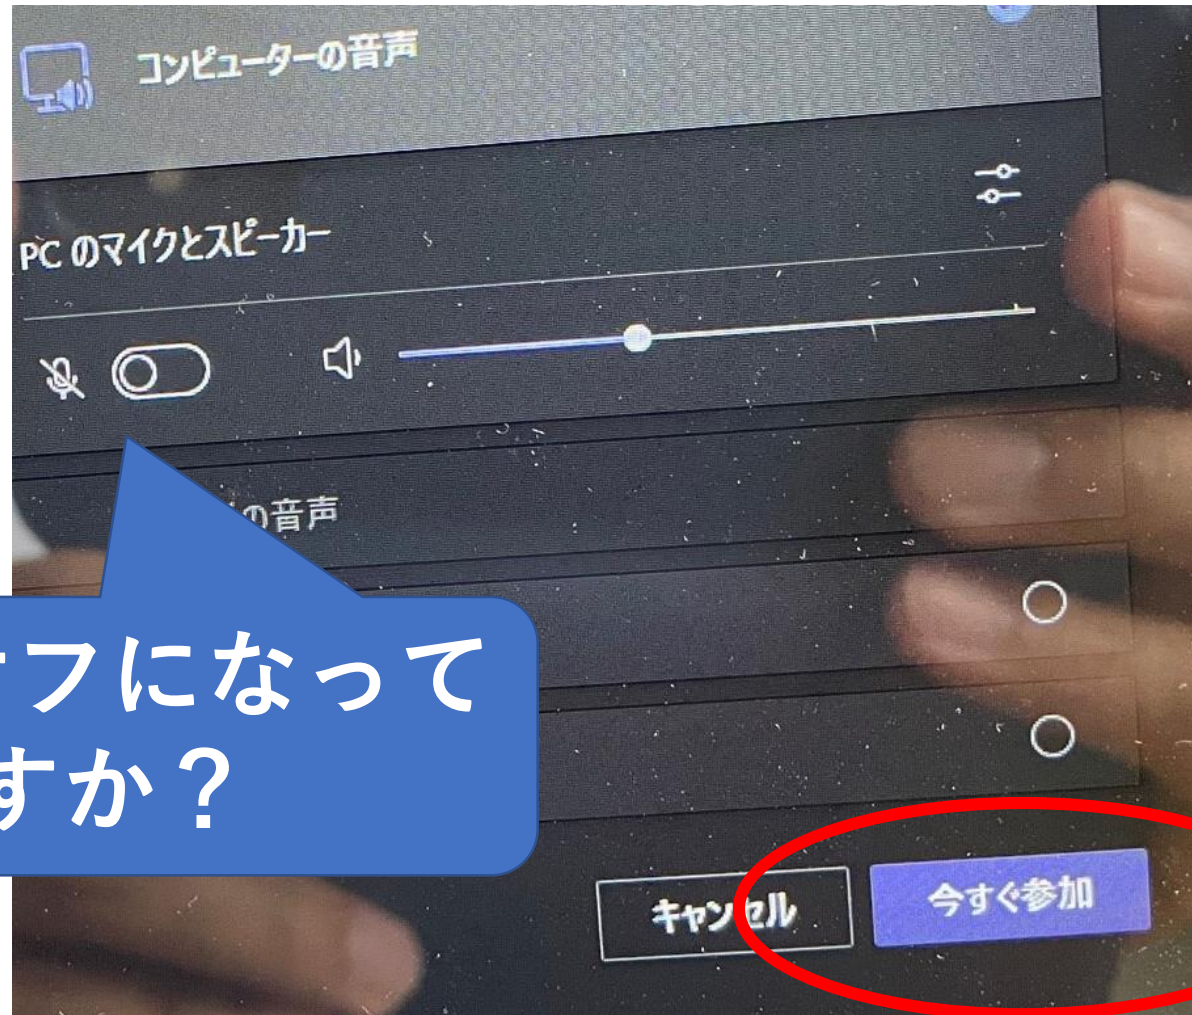 コンピューターの音声
PC のマイクとスピーカー
の音声
オフになって
すか？
キャンセル
今すぐ参加